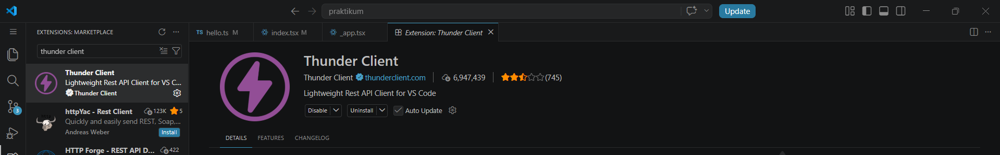 praktikum
Update
EXTENSIONS: MARKETPLACE
thunder client
Thunder Client
Lightweight Rest API Client for VS C...
Thunder Client
httpYac - Rest Client 123K 5
Quickly and easily send REST, Soap,...
Andreas Weber Install
HTTP Forge - REST API D... 422
3
TS hello.ts M
index.tsx M
_app.tsx
Extension: Thunder Client
Thunder Client
Thunder Client thunderclient.com 6,947,439 (745)
Lightweight Rest API Client for VS Code
Disable Uninstall Auto Update
DETAILS FEATURES CHANGELOG